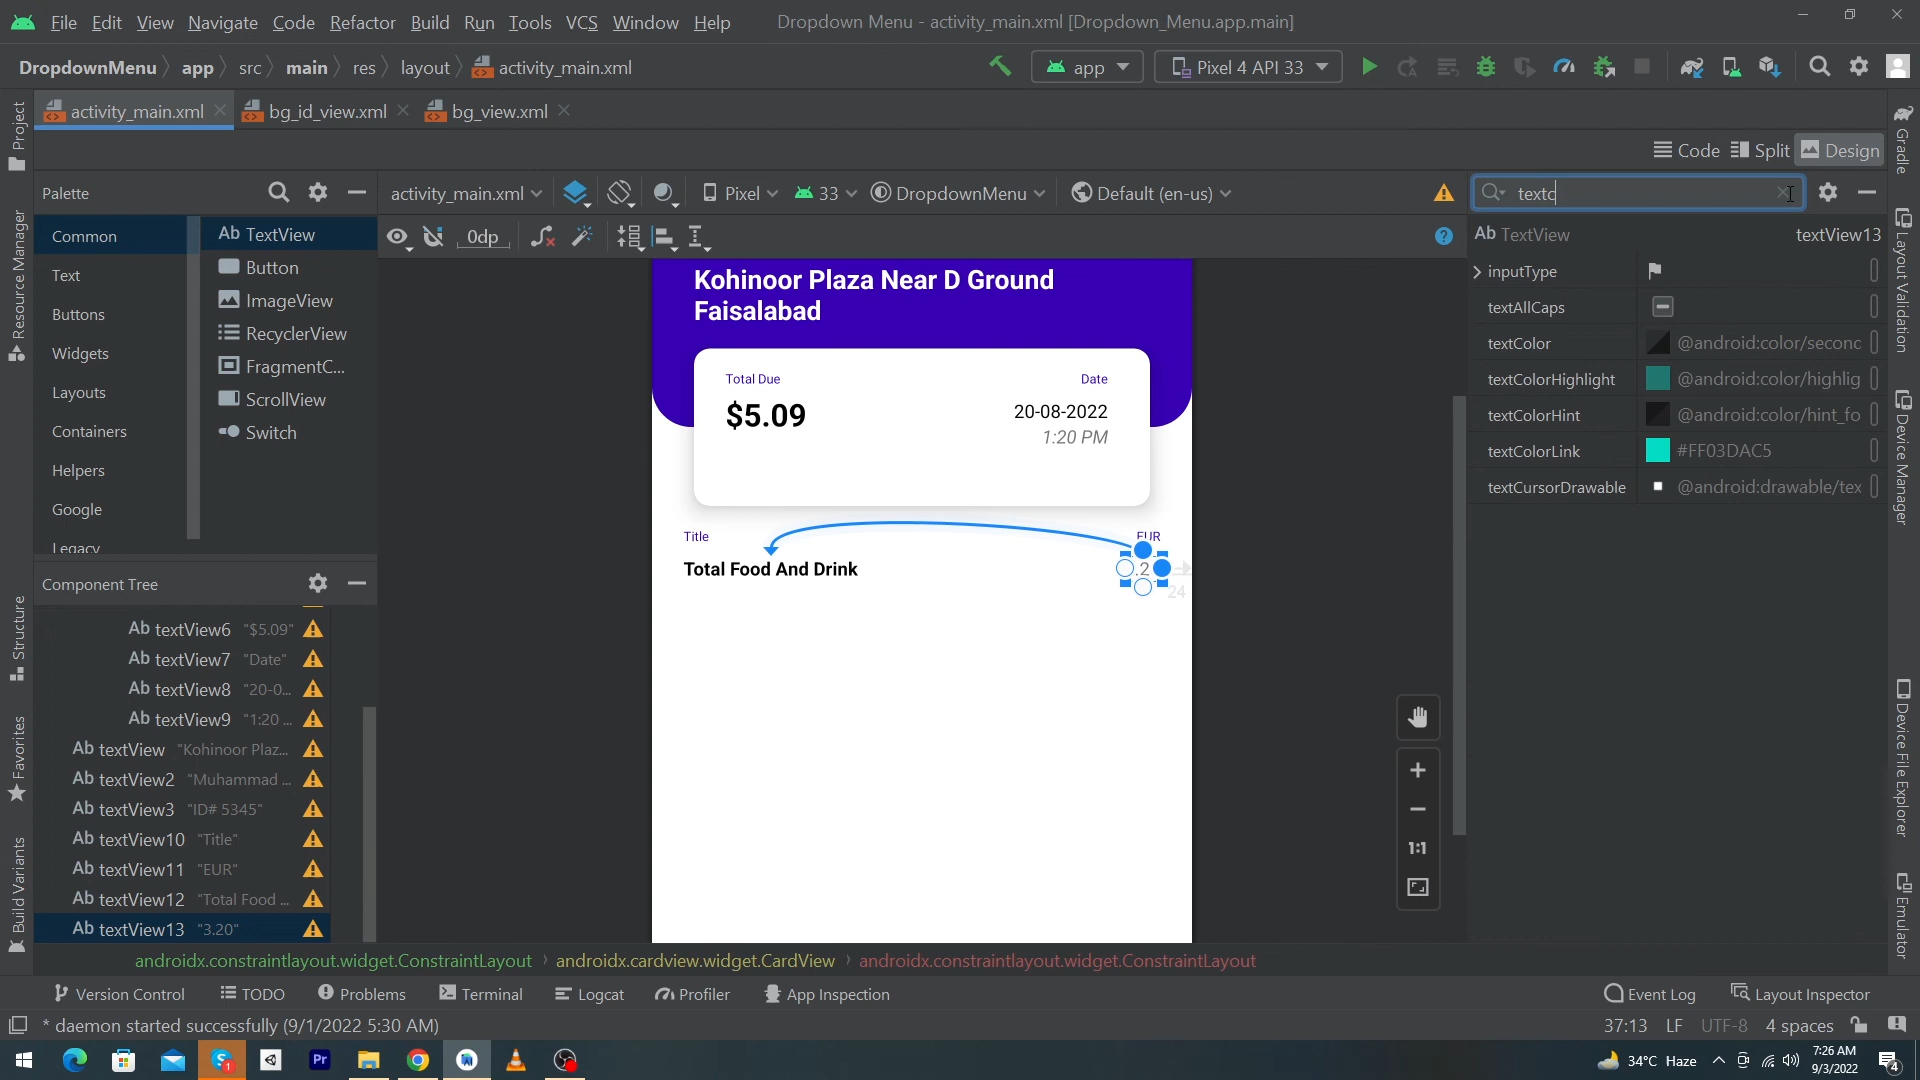 File Edit View Navigate Code Refactor Build Run Tools VCS Window Help Dropdown Menu - activity_main.xml [Dropdown_Menu.app.main]
DropdownMenu app src main res layout activity_main.xml app Pixel 4 API 33
activity_main.xml bg_id_view.xml bg_view.xml
Code Split Design
Palette activity_main.xml Pixel 33 DropdownMenu Default (en-us) textc
0dp
Common
Text
Buttons
Widgets
Layouts
Containers
Helpers
Google
Legacy
Ab TextView
Button
ImageView
RecyclerView
FragmentC...
ScrollView
Switch
Component Tree
Ab textView6 "$5.09"
Ab textView7 "Date"
Ab textView8 "20-0...
Ab textView9 "1:20 ...
Ab textView "Kohinoor Plaz...
Ab textView2 "Muhammad ...
Ab textView3 "ID# 5345"
Ab textView10 "Title"
Ab textView11 "EUR"
Ab textView12 "Total Food ...
Ab textView13 "3.20"
Kohinoor Plaza Near D Ground
Faisalabad
Total Due Date
$5.09 20-08-2022
1:20 PM
Title EUR
Total Food And Drink .2
24
1:1
Ab TextView textView13
inputType
textAllCaps
textColor @android:color/seconc
textColorHighlight @android:color/highlig
textColorHint @android:color/hint_fo
textColorLink #FF03DAC5
textCursorDrawable @android:drawable/tex
Project
Resource Manager
Structure
Favorites
Build Variants
Gradle
Layout Validation
Device Manager
Device File Explorer
Emulator
androidx.constraintlayout.widget.ConstraintLayout androidx.cardview.widget.CardView androidx.constraintlayout.widget.ConstraintLayout
Version Control TODO Problems Terminal Logcat Profiler App Inspection Event Log Layout Inspector
* daemon started successfully (9/1/2022 5:30 AM) 37:13 LF UTF-8 4 spaces
34°C Haze 7:26 AM
9/3/2022
4
1
Pr